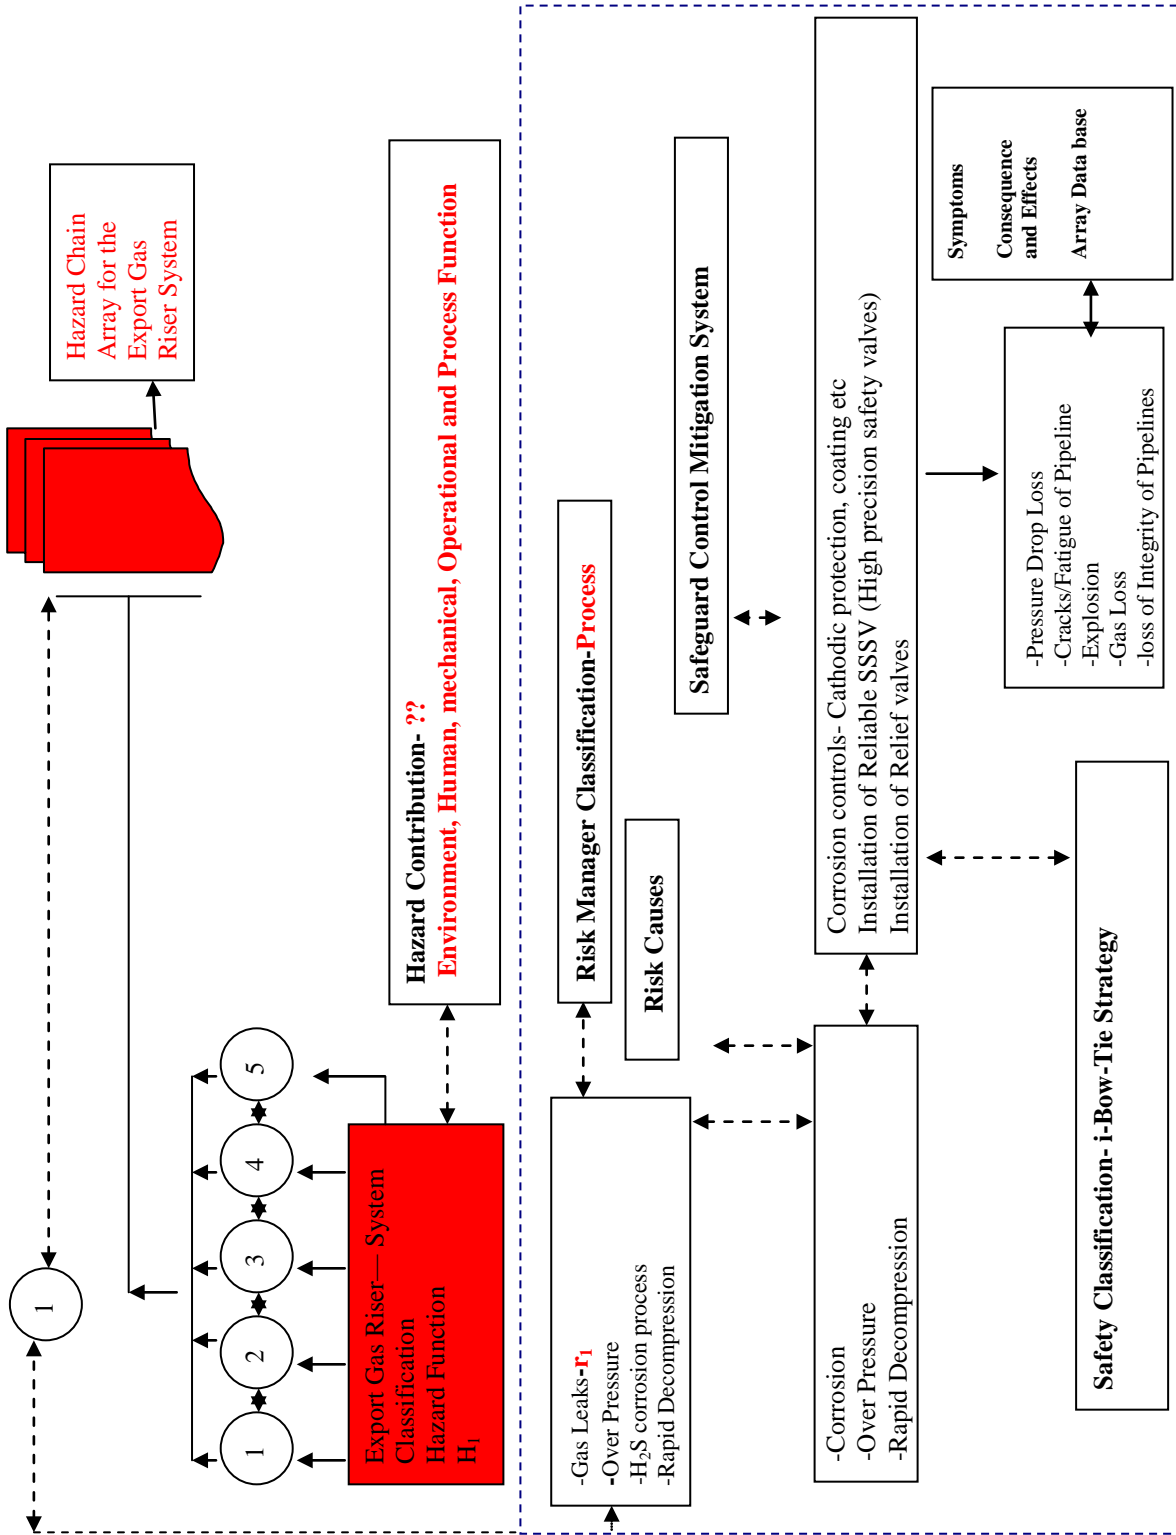 1
Hazard Chain
Array for the
Export Gas
Riser System
1
2
3
4
5
Export Gas Riser— System
Classification
Hazard Function
H₁
Hazard Contribution- ??
Environment, Human, mechanical, Operational and Process Function
-Gas Leaks-r₁
-Over Pressure
-H₂S corrosion process
-Rapid Decompression
Risk Manager Classification-Process
Risk Causes
Safeguard Control Mitigation System
-Corrosion
-Over Pressure
-Rapid Decompression
Corrosion controls- Cathodic protection, coating etc
Installation of Reliable SSSV (High precision safety valves)
Installation of Relief valves
Symptoms
Consequence
and Effects
Array Data base
-Pressure Drop Loss
-Cracks/Fatigue of Pipeline
-Explosion
-Gas Loss
-loss of Integrity of Pipelines
Safety Classification- i-Bow-Tie Strategy